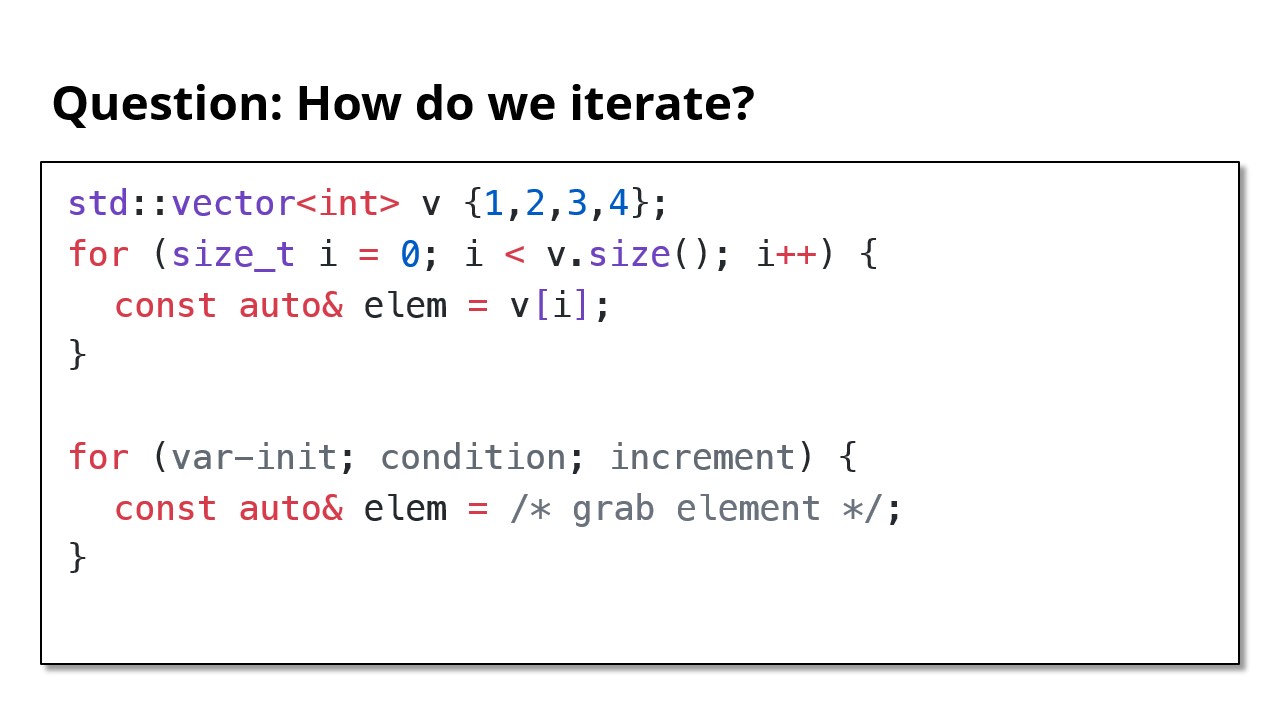 Question: How do we iterate?
std::vector<int> v {1,2,3,4};
for (size_t i = 0; i < v.size(); i++) {
  const auto& elem = v[i];
}
for (var-init; condition; increment) {
  const auto& elem = /* grab element */;
}